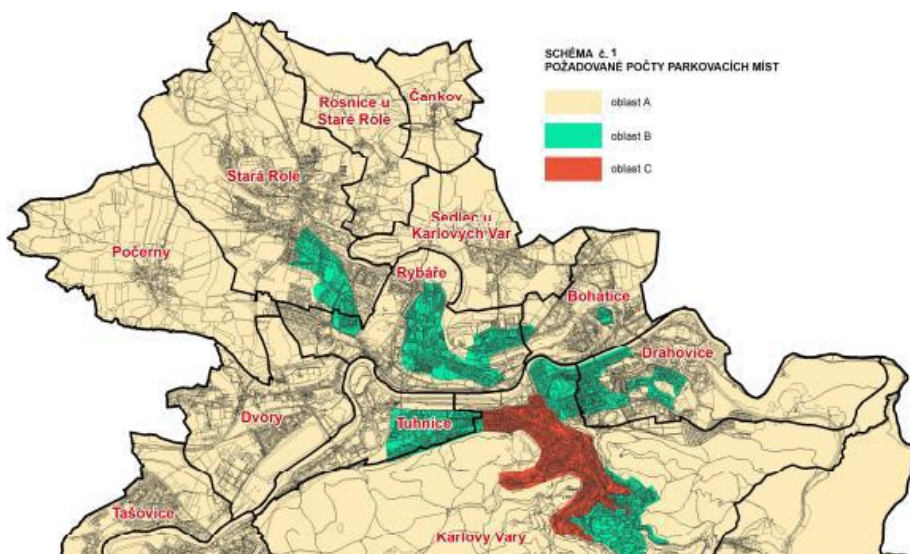 SCHÉMA č. 1
POŽADOVANÉ POČTY PARKOVACÍCH MÍST
oblast A
oblast B
oblast C
Rosnice u
Staré Role
Čankov
Stará Role
Sedlec u
Karlových Var
Počerny
Rybáře
Bohatice
Drahovice
Dvory
Tuhnice
Tašovice
Karlovy Vary